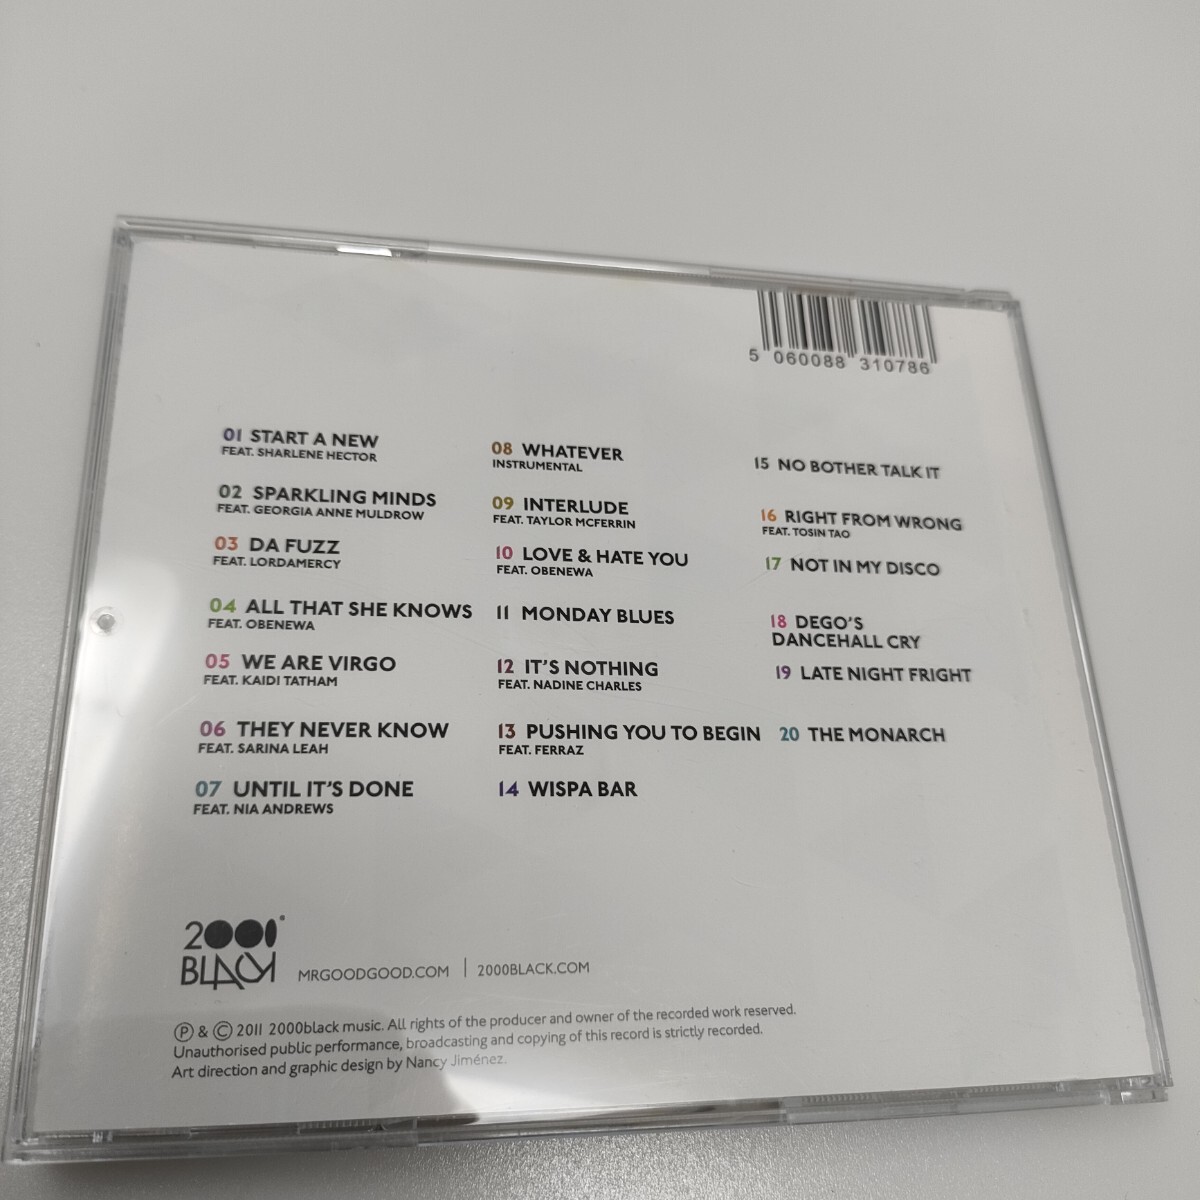 5 060088 310786
01 START A NEW
FEAT. SHARLENE HECTOR
02 SPARKLING MINDS
FEAT. GEORGIA ANNE MULDROW
03 DA FUZZ
FEAT. LORDAMERCY
04 ALL THAT SHE KNOWS
FEAT. OBENEWA
05 WE ARE VIRGO
FEAT. KAIDI TATHAM
06 THEY NEVER KNOW
FEAT. SARINA LEAH
07 UNTIL IT'S DONE
FEAT. NIA ANDREWS
08 WHATEVER
INSTRUMENTAL
09 INTERLUDE
FEAT. TAYLOR MCFERRIN
10 LOVE & HATE YOU
FEAT. OBENEWA
11 MONDAY BLUES
12 IT'S NOTHING
FEAT. NADINE CHARLES
13 PUSHING YOU TO BEGIN
FEAT. FERRAZ
14 WISPA BAR
15 NO BOTHER TALK IT
16 RIGHT FROM WRONG
FEAT. TOSIN TAO
17 NOT IN MY DISCO
18 DEGO'S
DANCEHALL CRY
19 LATE NIGHT FRIGHT
20 THE MONARCH
2000
BLACK
MRGOODGOOD.COM | 2000BLACK.COM
Ⓟ & © 2011 2000black music. All rights of the producer and owner of the recorded work reserved.
Unauthorised public performance, broadcasting and copying of this record is strictly recorded.
Art direction and graphic design by Nancy Jiménez.